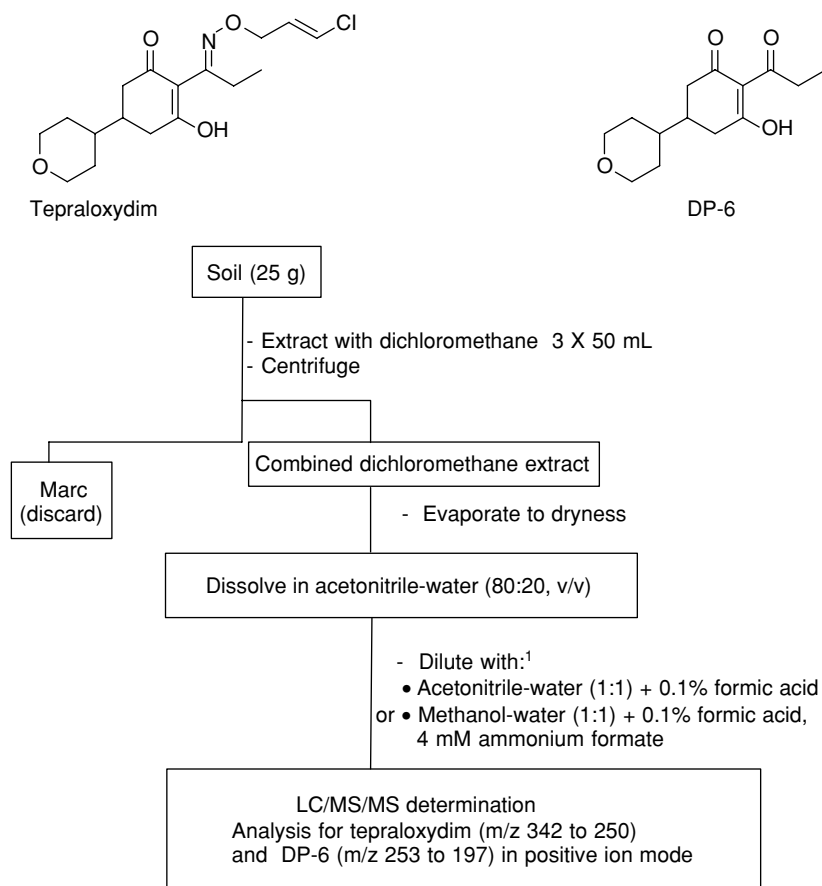 O
N
O
Cl
OH
O
Tepraloxydim
O
O
OH
O
DP-6
Soil (25 g)
- Extract with dichloromethane 3 X 50 mL
- Centrifuge
Marc
(discard)
Combined dichloromethane extract
- Evaporate to dryness
Dissolve in acetonitrile-water (80:20, v/v)
- Dilute with:¹
• Acetonitrile-water (1:1) + 0.1% formic acid
or • Methanol-water (1:1) + 0.1% formic acid,
4 mM ammonium formate
LC/MS/MS determination
Analysis for tepraloxydim (m/z 342 to 250)
and DP-6 (m/z 253 to 197) in positive ion mode